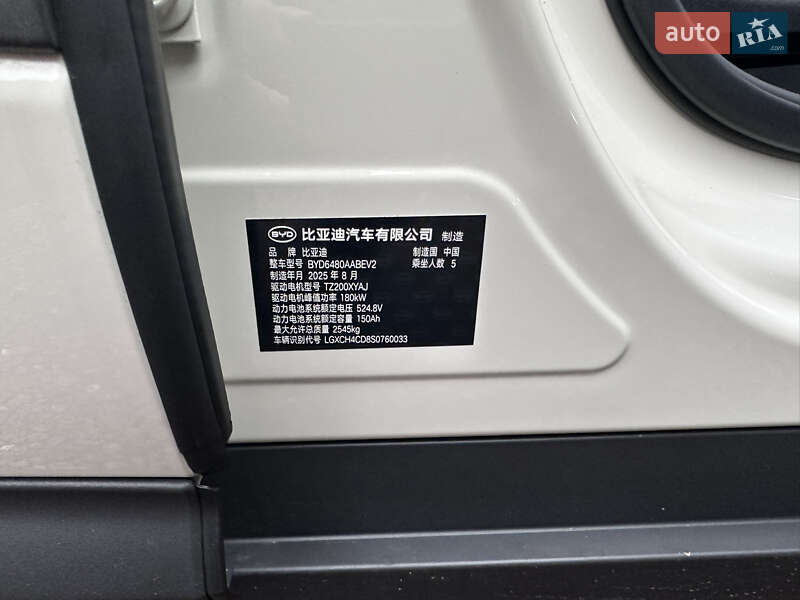 auto RIA.com
BYD 比亚迪汽车有限公司 制造
品 牌 比亚迪 制造国 中国
整车型号 BYD6480AABEV2 乘坐人数 5
制造年月 2025 年 8 月
驱动电机型号 TZ200XYAJ
驱动电机峰值功率 180kW
动力电池系统额定电压 524.8V
动力电池系统额定容量 150Ah
最大允许总质量 2545kg
车辆识别代号 LGXCH4CD8S0760033